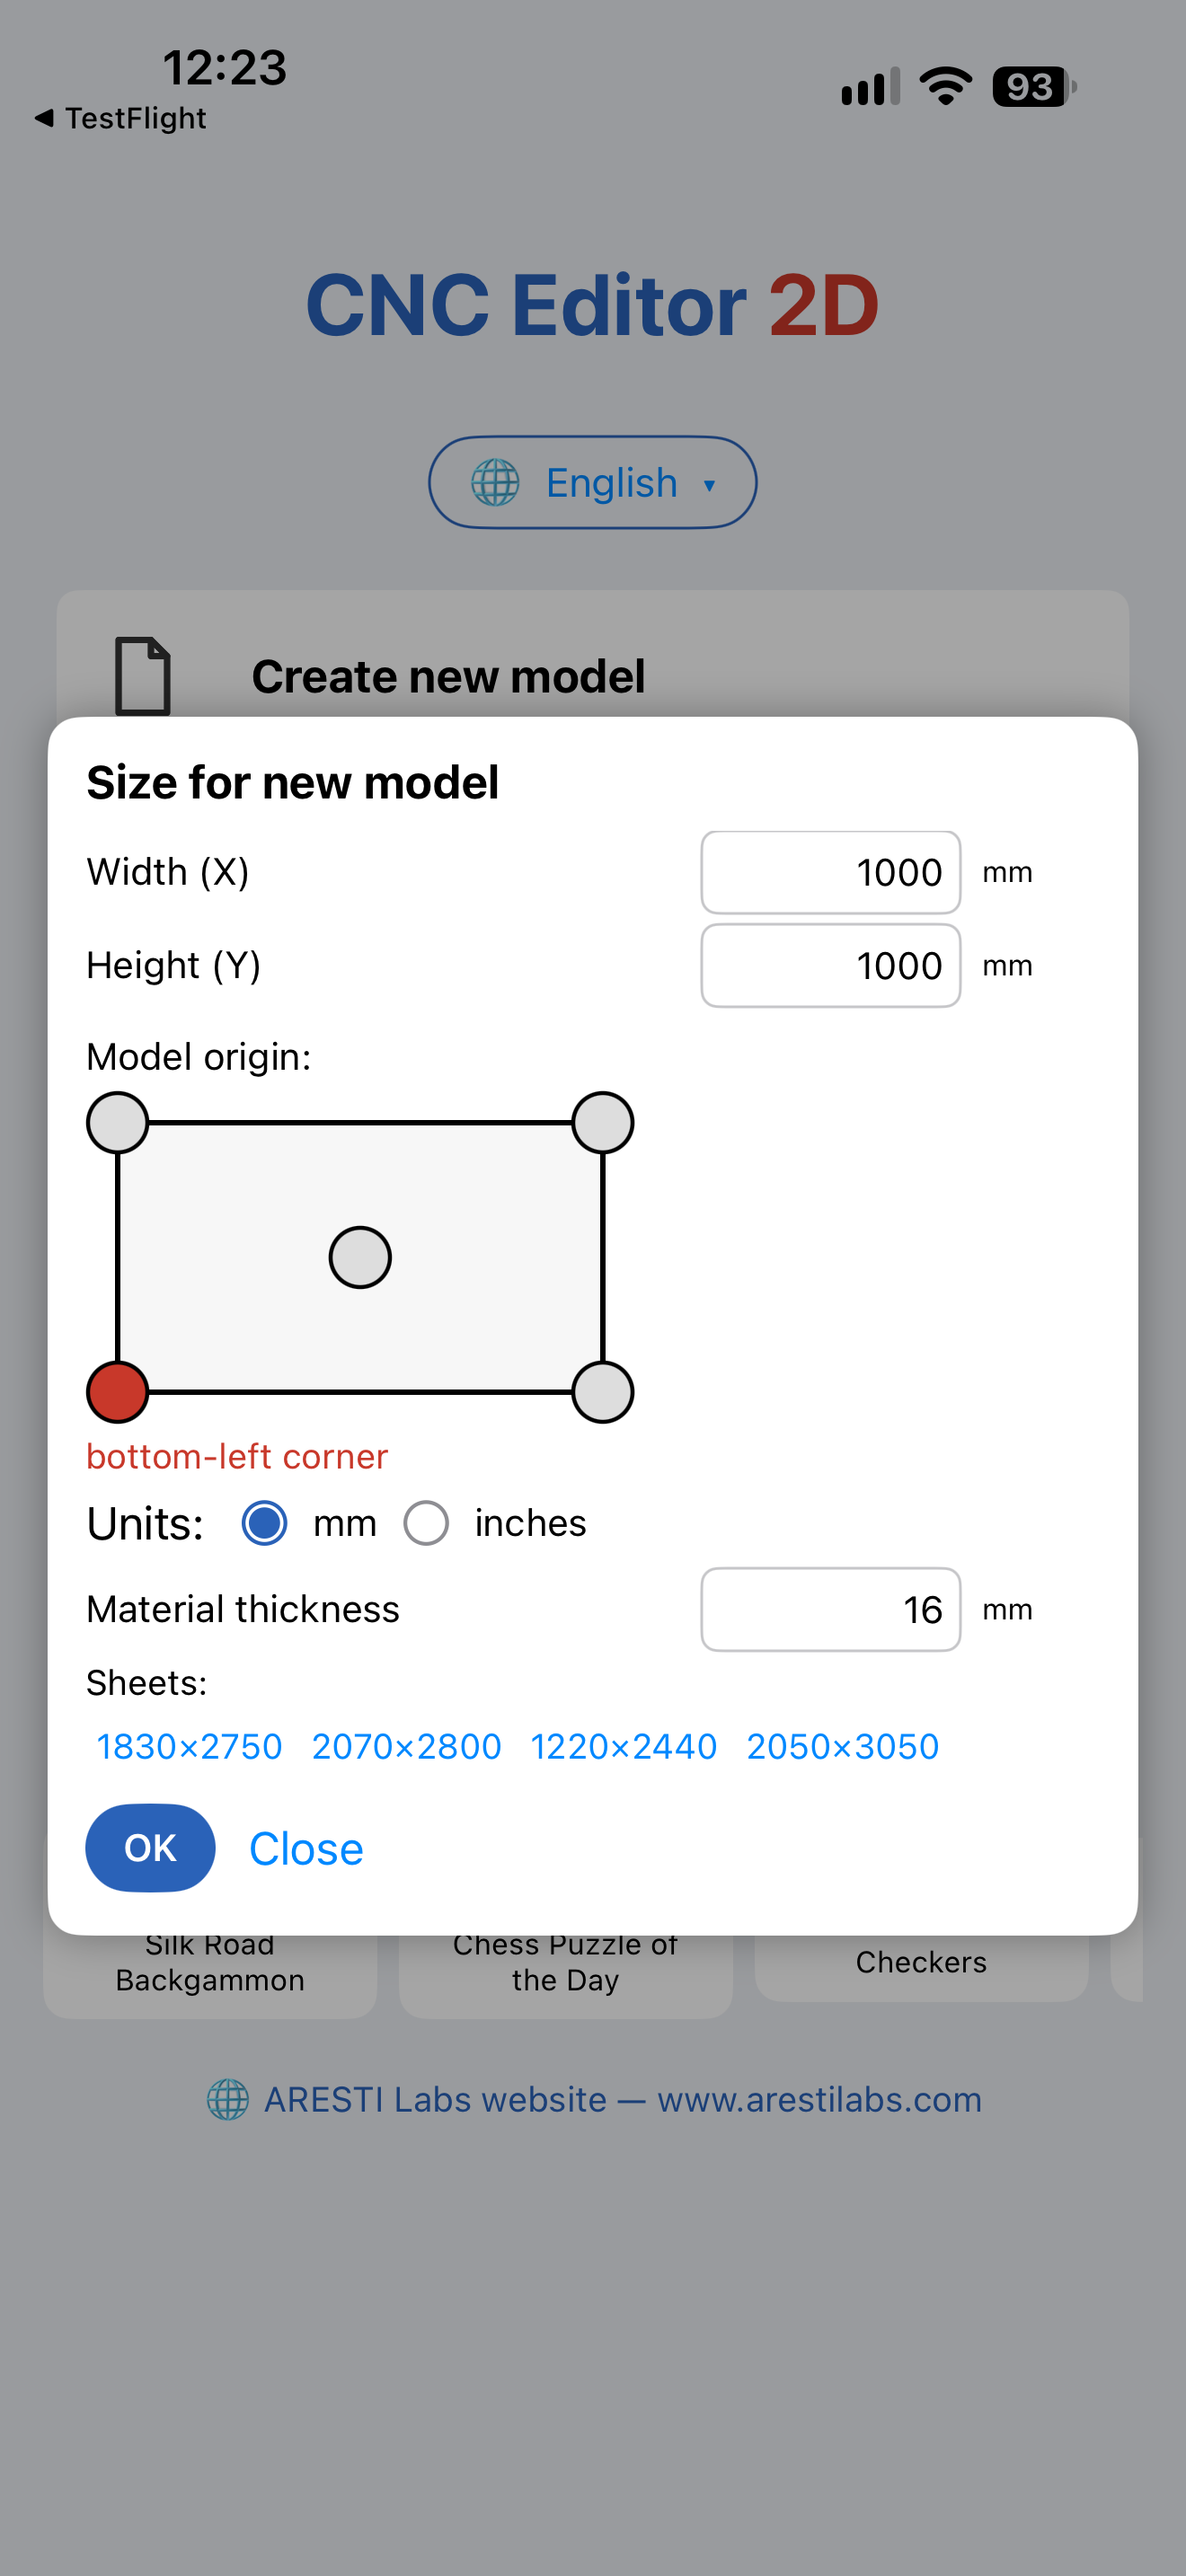 12:23
93
◀ TestFlight
CNC Editor 2D
English ▾
Create new model
Size for new model
Width (X) 1000 mm
Height (Y) 1000 mm
Model origin:
bottom-left corner
Units: mm inches
Material thickness 16 mm
Sheets:
1830×2750 2070×2800 1220×2440 2050×3050
OK Close
Silk Road
Backgammon
Chess Puzzle of
the Day
Checkers
ARESTI Labs website — www.arestilabs.com